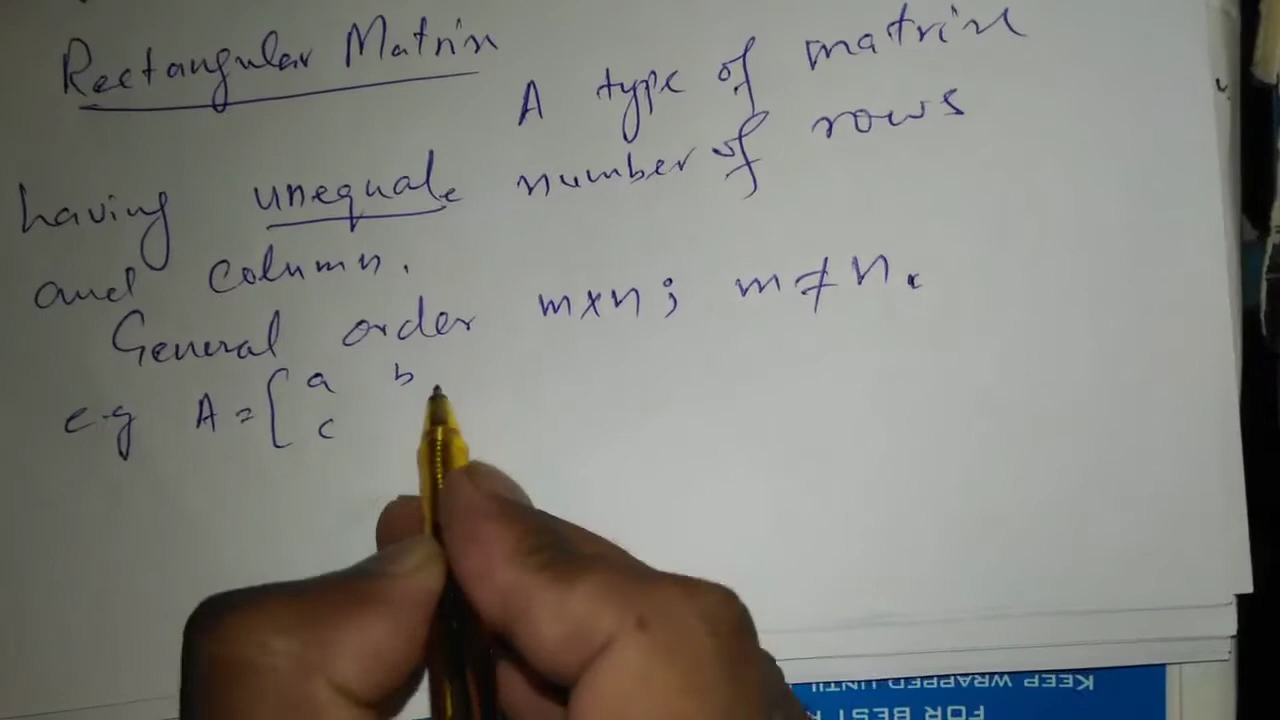 Rectangular Matrix
A type of matrix
having unequal number of rows
and column.
General order m×n; m≠n.
e.g A = [ a b
c
KEEP WRAPPED UNTIL
FOR BEST